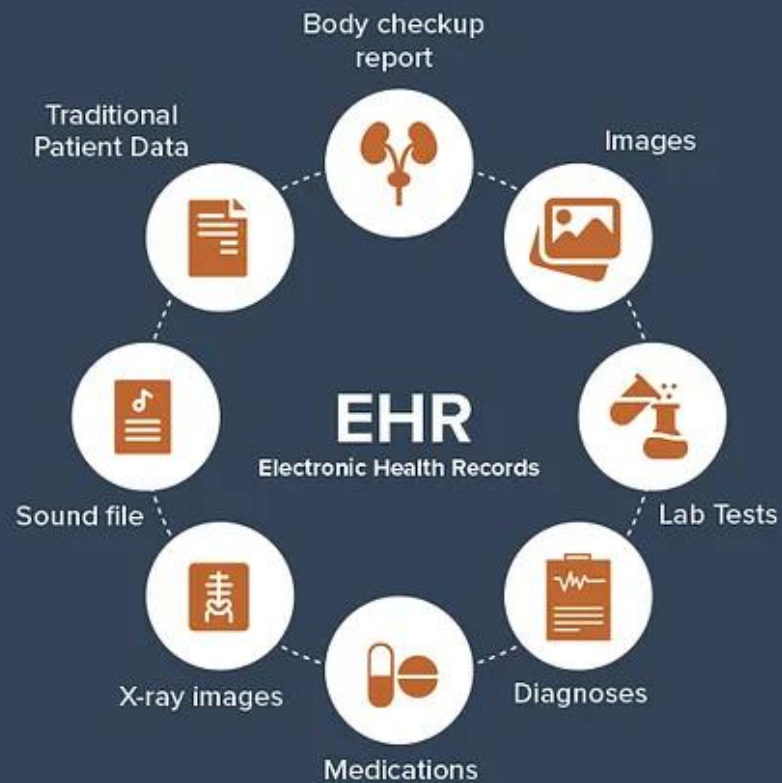 Body checkup
report
Traditional
Patient Data
Images
EHR
Electronic Health Records
Sound file
Lab Tests
X-ray images
Diagnoses
Medications